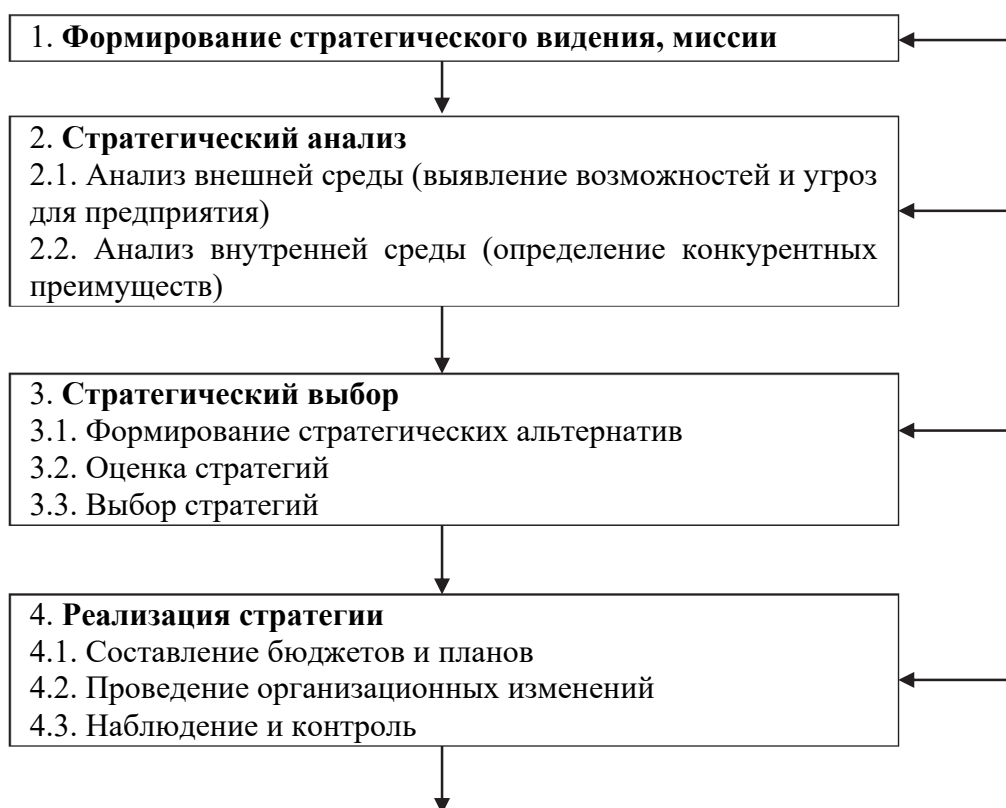 1. Формирование стратегического видения, миссии
2. Стратегический анализ
2.1. Анализ внешней среды (выявление возможностей и угроз
для предприятия)
2.2. Анализ внутренней среды (определение конкурентных
преимуществ)
3. Стратегический выбор
3.1. Формирование стратегических альтернатив
3.2. Оценка стратегий
3.3. Выбор стратегий
4. Реализация стратегии
4.1. Составление бюджетов и планов
4.2. Проведение организационных изменений
4.3. Наблюдение и контроль